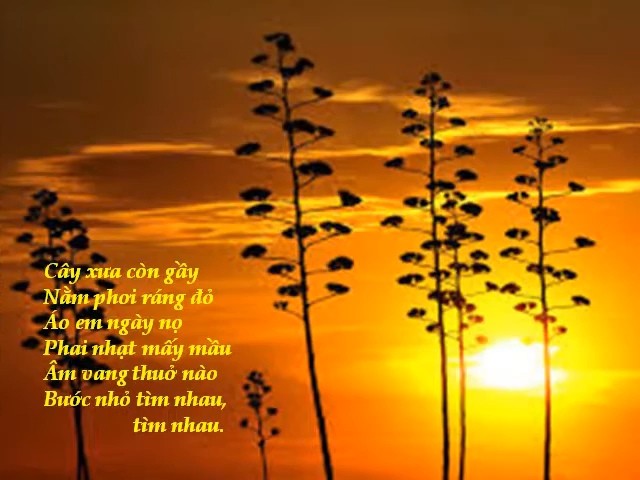 Cây xưa còn gầy
Nằm phơi ráng đỏ
Áo em ngày nọ
Phai nhạt mấy mầu
Âm vang thuở nào
Bước nhỏ tìm nhau,
tìm nhau.